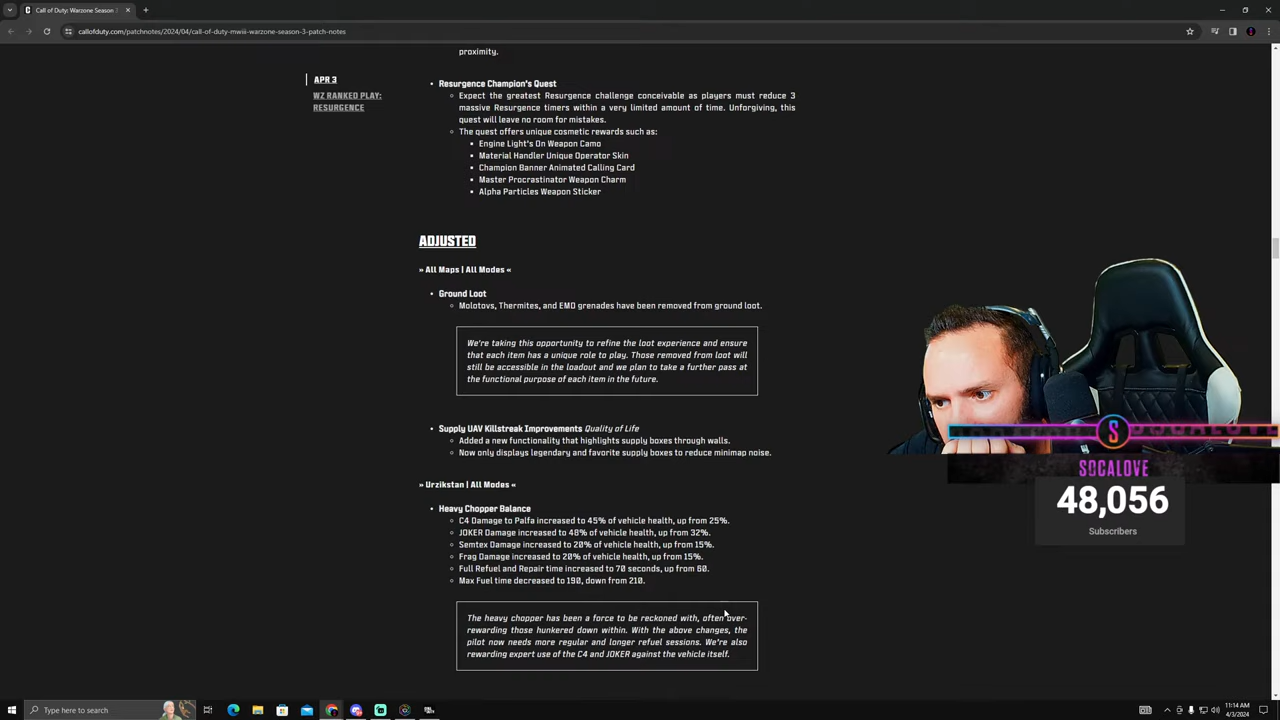 Call of Duty: Warzone Season 3
callofduty.com/patchnotes/2024/04/call-of-duty-mwiii-warzone-season-3-patch-notes
proximity.
APR 3
WZ RANKED PLAY:
RESURGENCE
• Resurgence Champion's Quest
Expect the greatest Resurgence challenge conceivable as players must reduce 3
massive Resurgence timers within a very limited amount of time. Unforgiving, this
quest will leave no room for mistakes.
The quest offers unique cosmetic rewards such as:
Engine Light's On Weapon Camo
Material Handler Unique Operator Skin
Champion Banner Animated Calling Card
Master Procrastinator Weapon Charm
Alpha Particles Weapon Sticker
ADJUSTED
» All Maps | All Modes «
• Ground Loot
Molotovs, Thermites, and EMD grenades have been removed from ground loot.
We're taking this opportunity to refine the loot experience and ensure
that each item has a unique role to play. Those removed from loot will
still be accessible in the loadout and we plan to take a further pass at
the functional purpose of each item in the future.
• Supply UAV Killstreak Improvements Quality of Life
Added a new functionality that highlights supply boxes through walls.
Now only displays legendary and favorite supply boxes to reduce minimap noise.
» Urzikstan | All Modes «
• Heavy Chopper Balance
C4 Damage to Palfa increased to 45% of vehicle health, up from 25%.
JOKER Damage increased to 48% of vehicle health, up from 32%.
Semtex Damage increased to 20% of vehicle health, up from 15%.
Frag Damage increased to 20% of vehicle health, up from 15%.
Full Refuel and Repair time increased to 70 seconds, up from 60.
Max Fuel time decreased to 190, down from 210.
The heavy chopper has been a force to be reckoned with, often over-
rewarding those hunkered down within. With the above changes, the
pilot now needs more regular and longer refuel sessions. We're also
rewarding expert use of the C4 and JOKER against the vehicle itself.
S
SOCALOVE
48,056
Subscribers
Type here to search
11:14 AM
4/3/2024